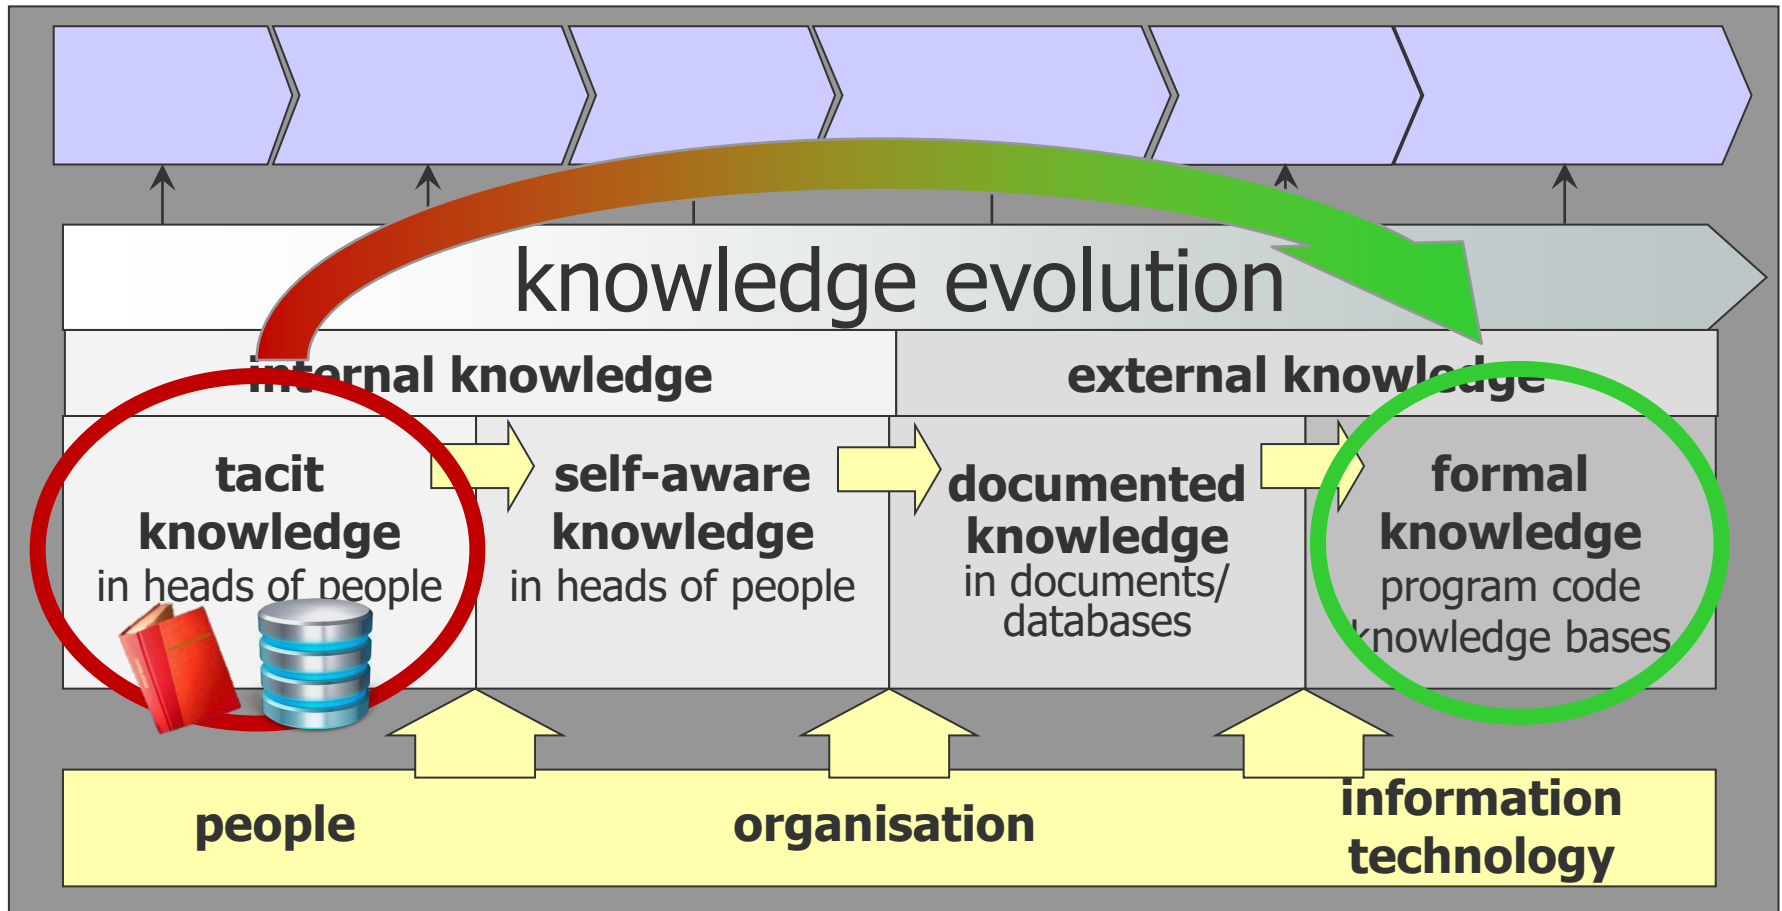 knowledge evolution
internal knowledge
external knowledge
tacit
knowledge
in heads of people
self-aware
knowledge
in heads of people
documented
knowledge
in documents/
databases
formal
knowledge
program code
knowledge bases
people
organisation
information
technology